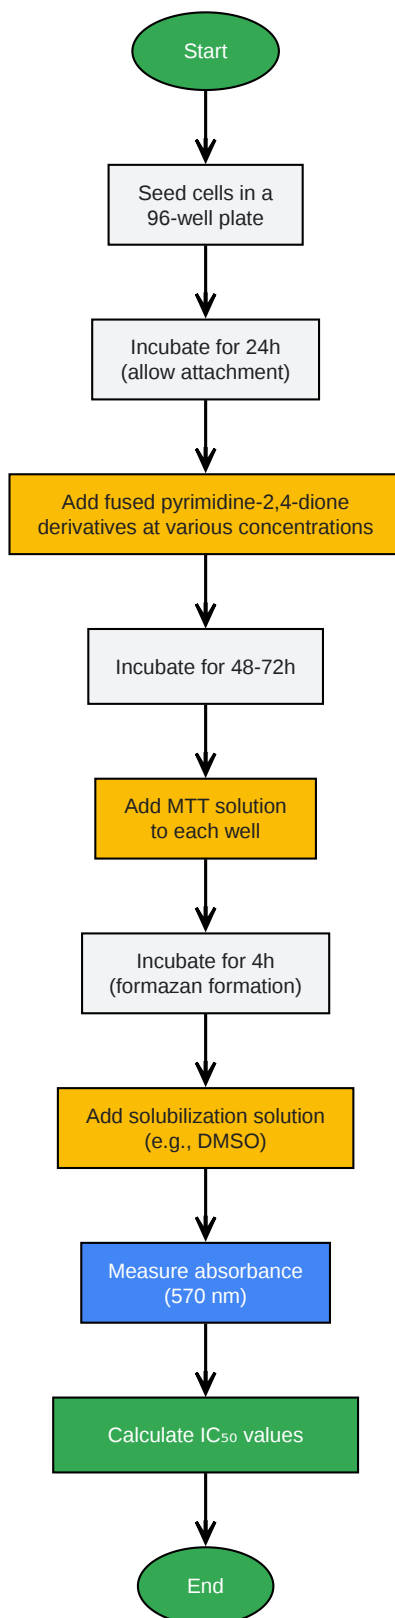 Start
Seed cells in a
96-well plate
Incubate for 24h
(allow attachment)
Add fused pyrimidine-2,4-dione
derivatives at various concentrations
Incubate for 48-72h
Add MTT solution
to each well
Incubate for 4h
(formazan formation)
Add solubilization solution
(e.g., DMSO)
Measure absorbance
(570 nm)
Calculate IC₅₀ values
End